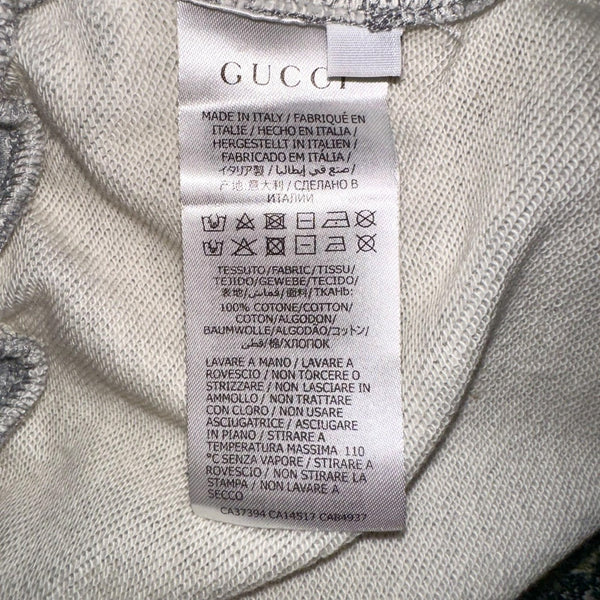 GUCCI
MADE IN ITALY / FABRIQUÉ EN
ITALIE / HECHO EN ITALIA /
HERGESTELLT IN ITALIEN /
FABRICADO EM ITÁLIA /
イタリア製 / صنع في إيطاليا /
产地 意大利 / СДЕЛАНО В
ИТАЛИИ
TESSUTO/FABRIC/TISSU/
TEJIDO/GEWEBE/TECIDO/
表地/قماش/面料/ТКАНЬ:
100% COTONE/COTTON/
COTON/ALGODON/
BAUMWOLLE/ALGODÃO/コットン/
قطن/棉/ХЛОПОК
LAVARE A MANO / LAVARE A
ROVESCIO / NON TORCERE O
STRIZZARE / NON LASCIARE IN
AMMOLLO / NON TRATTARE
CON CLORO / NON USARE
ASCIUGATRICE / ASCIUGARE
IN PIANO / STIRARE A
TEMPERATURA MASSIMA 110
°C SENZA VAPORE / STIRARE A
ROVESCIO / NON STIRARE LA
STAMPA / NON LAVARE A
SECCO
CA37394 CA14517 CAB4937